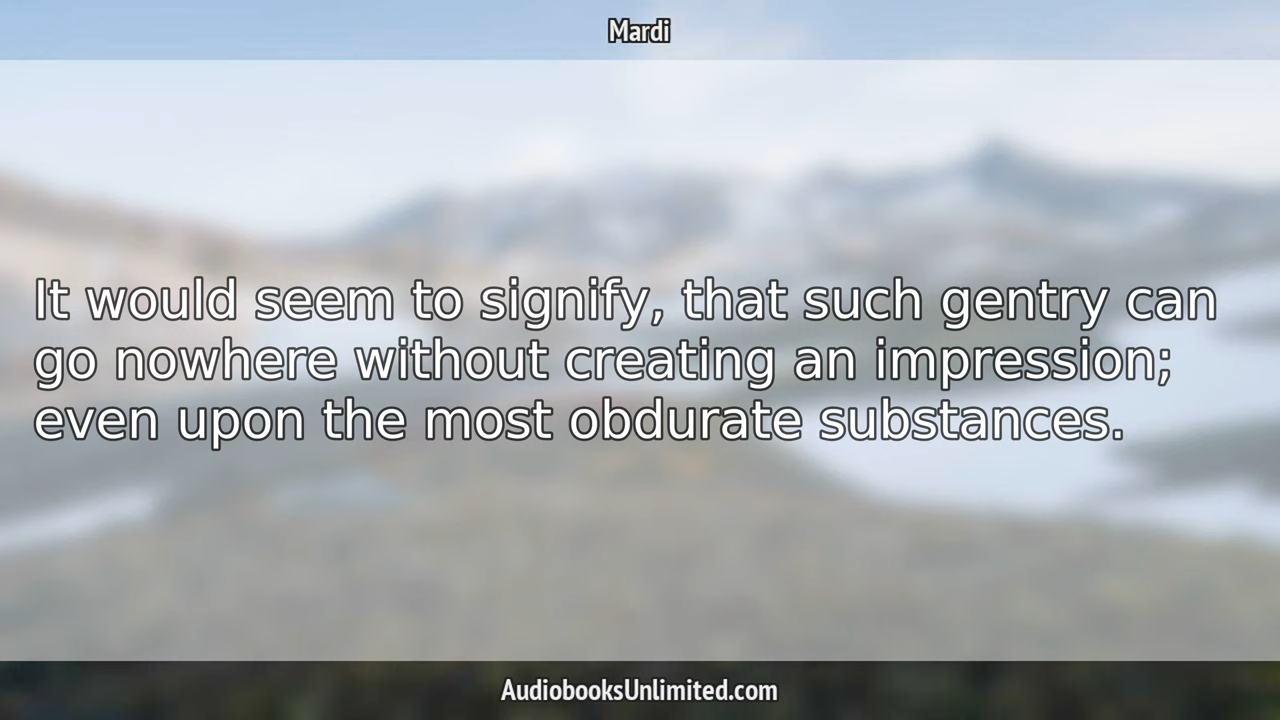 Mardi
It would seem to signify, that such gentry can
go nowhere without creating an impression;
even upon the most obdurate substances.
AudiobooksUnlimited.com